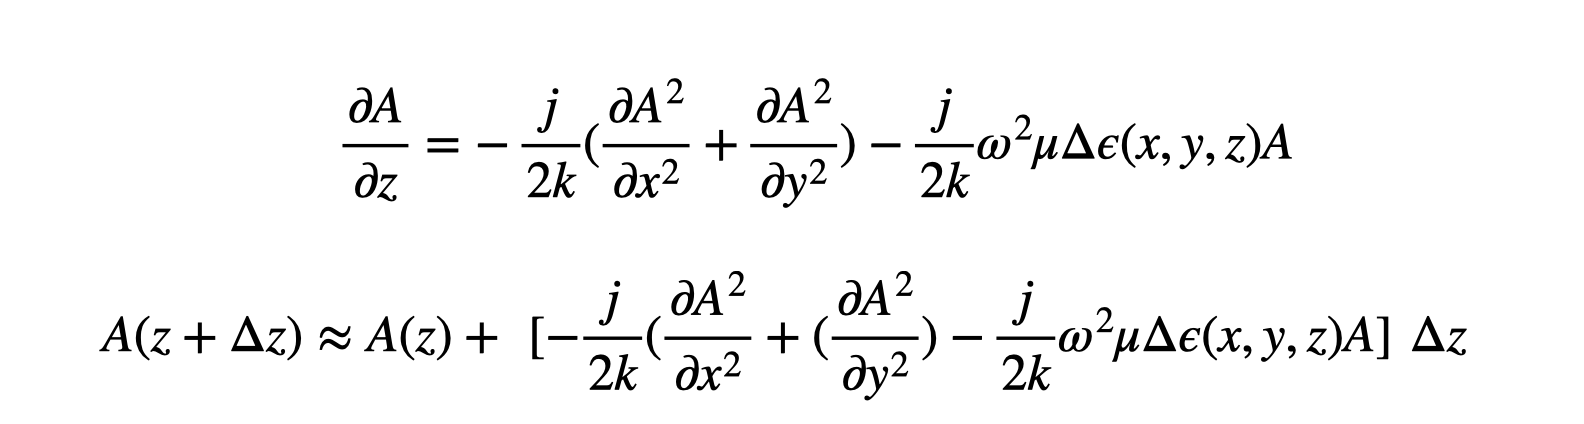 ∂A/∂z = − j/2k (∂A²/∂x² + ∂A²/∂y²) − j/2k ω²μΔϵ(x, y, z)A
A(z + Δz) ≈ A(z) + [− j/2k (∂A²/∂x² + (∂A²/∂y²) − j/2k ω²μΔϵ(x, y, z)A] Δz